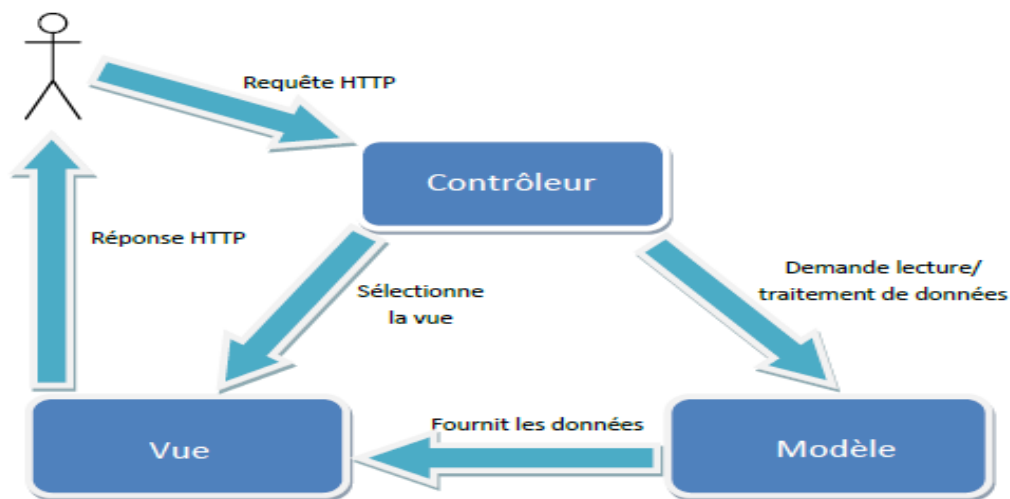 Requête HTTP
Contrôleur
Réponse HTTP
Sélectionne
la vue
Demande lecture/
traitement de données
Fournit les données
Vue
Modèle